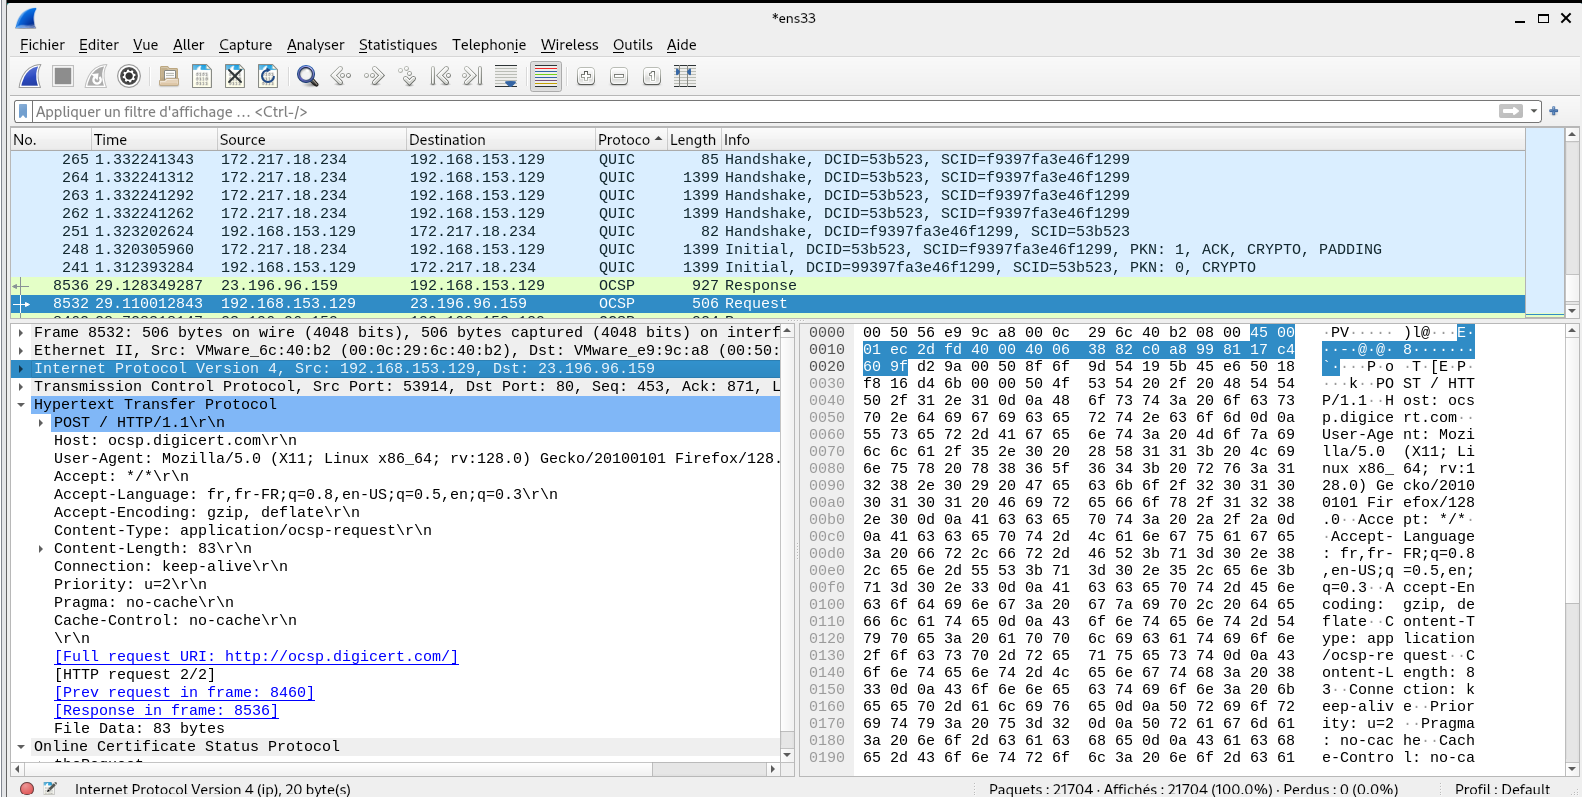 *ens33
Fichier Editer Vue Aller Capture Analyser Statistiques Telephonie Wireless Outils Aide
Appliquer un filtre d'affichage ... <Ctrl-/>
No. Time Source Destination Protoco Length Info
265 1.332241343 172.217.18.234 192.168.153.129 QUIC 85 Handshake, DCID=53b523, SCID=f9397fa3e46f1299
264 1.332241312 172.217.18.234 192.168.153.129 QUIC 1399 Handshake, DCID=53b523, SCID=f9397fa3e46f1299
263 1.332241292 172.217.18.234 192.168.153.129 QUIC 1399 Handshake, DCID=53b523, SCID=f9397fa3e46f1299
262 1.332241262 172.217.18.234 192.168.153.129 QUIC 1399 Handshake, DCID=53b523, SCID=f9397fa3e46f1299
251 1.323202624 192.168.153.129 172.217.18.234 QUIC 82 Handshake, DCID=f9397fa3e46f1299, SCID=53b523
248 1.320305960 172.217.18.234 192.168.153.129 QUIC 1399 Initial, DCID=53b523, SCID=f9397fa3e46f1299, PKN: 1, ACK, CRYPTO, PADDING
241 1.312393284 192.168.153.129 172.217.18.234 QUIC 1399 Initial, DCID=99397fa3e46f1299, SCID=53b523, PKN: 0, CRYPTO
8536 29.128349287 23.196.96.159 192.168.153.129 OCSP 927 Response
8532 29.110012843 192.168.153.129 23.196.96.159 OCSP 506 Request
Frame 8532: 506 bytes on wire (4048 bits), 506 bytes captured (4048 bits) on interf
Ethernet II, Src: VMware_6c:40:b2 (00:0c:29:6c:40:b2), Dst: VMware_e9:9c:a8 (00:50:
Internet Protocol Version 4, Src: 192.168.153.129, Dst: 23.196.96.159
Transmission Control Protocol, Src Port: 53914, Dst Port: 80, Seq: 453, Ack: 871, L
Hypertext Transfer Protocol
POST / HTTP/1.1\r\n
Host: ocsp.digicert.com\r\n
User-Agent: Mozilla/5.0 (X11; Linux x86_64; rv:128.0) Gecko/20100101 Firefox/128.
Accept: */*\r\n
Accept-Language: fr,fr-FR;q=0.8,en-US;q=0.5,en;q=0.3\r\n
Accept-Encoding: gzip, deflate\r\n
Content-Type: application/ocsp-request\r\n
Content-Length: 83\r\n
Connection: keep-alive\r\n
Priority: u=2\r\n
Pragma: no-cache\r\n
Cache-Control: no-cache\r\n
\r\n
[Full request URI: http://ocsp.digicert.com/]
[HTTP request 2/2]
[Prev request in frame: 8460]
[Response in frame: 8536]
File Data: 83 bytes
Online Certificate Status Protocol
0000 00 50 56 e9 9c a8 00 0c 29 6c 40 b2 08 00 45 00 ·PV·····)l@···E·
0010 01 ec 2d fd 40 00 40 06 38 82 c0 a8 99 81 17 c4 ··-·@·@·8·······
0020 60 9f d2 9a 00 50 8f 6f 9d 54 19 5b 45 e6 50 18 `····P·o·T·[E·P·
0030 f8 16 d4 6b 00 00 50 4f 53 54 20 2f 20 48 54 54 ···k··POST / HTT
0040 50 2f 31 2e 31 0d 0a 48 6f 73 74 3a 20 6f 63 73 P/1.1··Host: ocs
0050 70 2e 64 69 67 69 63 65 72 74 2e 63 6f 6d 0d 0a p.digicert.com··
0060 55 73 65 72 2d 41 67 65 6e 74 3a 20 4d 6f 7a 69 User-Agent: Mozi
0070 6c 6c 61 2f 35 2e 30 20 28 58 31 31 3b 20 4c 69 lla/5.0 (X11; Li
0080 6e 75 78 20 78 38 36 5f 36 34 3b 20 72 76 3a 31 nux x86_64; rv:1
0090 32 38 2e 30 29 20 47 65 63 6b 6f 2f 32 30 31 30 28.0) Gecko/2010
00a0 30 31 30 31 20 46 69 72 65 66 6f 78 2f 31 32 38 0101 Firefox/128
00b0 2e 30 0d 0a 41 63 63 65 70 74 3a 20 2a 2f 2a 0d .0··Accept: */*·
00c0 0a 41 63 63 65 70 74 2d 4c 61 6e 67 75 61 67 65 ·Accept-Language
00d0 3a 20 66 72 2c 66 72 2d 46 52 3b 71 3d 30 2e 38 : fr,fr-FR;q=0.8
00e0 2c 65 6e 2d 55 53 3b 71 3d 30 2e 35 2c 65 6e 3b ,en-US;q=0.5,en;
00f0 71 3d 30 2e 33 0d 0a 41 63 63 65 70 74 2d 45 6e q=0.3··Accept-En
0100 63 6f 64 69 6e 67 3a 20 67 7a 69 70 2c 20 64 65 coding: gzip, de
0110 66 6c 61 74 65 0d 0a 43 6f 6e 74 65 6e 74 2d 54 flate··Content-T
0120 79 70 65 3a 20 61 70 70 6c 69 63 61 74 69 6f 6e ype: application
0130 2f 6f 63 73 70 2d 72 65 71 75 65 73 74 0d 0a 43 /ocsp-request··C
0140 6f 6e 74 65 6e 74 2d 4c 65 6e 67 74 68 3a 20 38 ontent-Length: 8
0150 33 0d 0a 43 6f 6e 6e 65 63 74 69 6f 6e 3a 20 6b 3··Connection: k
0160 65 65 70 2d 61 6c 69 76 65 0d 0a 50 72 69 6f 72 eep-alive··Prior
0170 69 74 79 3a 20 75 3d 32 0d 0a 50 72 61 67 6d 61 ity: u=2··Pragma
0180 3a 20 6e 6f 2d 63 61 63 68 65 0d 0a 43 61 63 68 : no-cache··Cach
0190 65 2d 43 6f 6e 74 72 6f 6c 3a 20 6e 6f 2d 63 61 e-Control: no-ca
Internet Protocol Version 4 (ip), 20 byte(s)
Paquets : 21704 · Affichés : 21704 (100.0%) · Perdus : 0 (0.0%)
Profil : Default